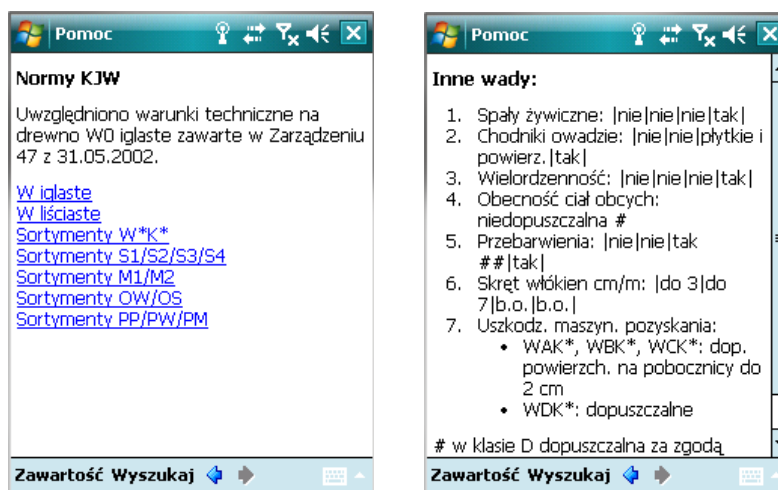 Pomoc
Normy KJW
Uwzględniono warunki techniczne na
drewno W0 iglaste zawarte w Zarządzeniu
47 z 31.05.2002.
W iglaste
W liściaste
Sortymenty W*K*
Sortymenty S1/S2/S3/S4
Sortymenty M1/M2
Sortymenty OW/OS
Sortymenty PP/PW/PM
Zawartość Wyszukaj
Pomoc
Inne wady:
1. Spały żywiczne: |nie|nie|nie|tak|
2. Chodniki owadzie: |nie|nie|płytkie i
powierz.|tak|
3. Wielordzenność: |nie|nie|nie|tak|
4. Obecność ciał obcych:
niedopuszczalna #
5. Przebarwienia: |nie|nie|tak
##|tak|
6. Skręt włókien cm/m: |do 3|do
7|b.o.|b.o.|
7. Uszkodz. maszyn. pozyskania:
• WAK*, WBK*, WCK*: dop.
powierzch. na pobocznicy do
2 cm
• WDK*: dopuszczalne
# w klasie D dopuszczalna za zgodą
Zawartość Wyszukaj